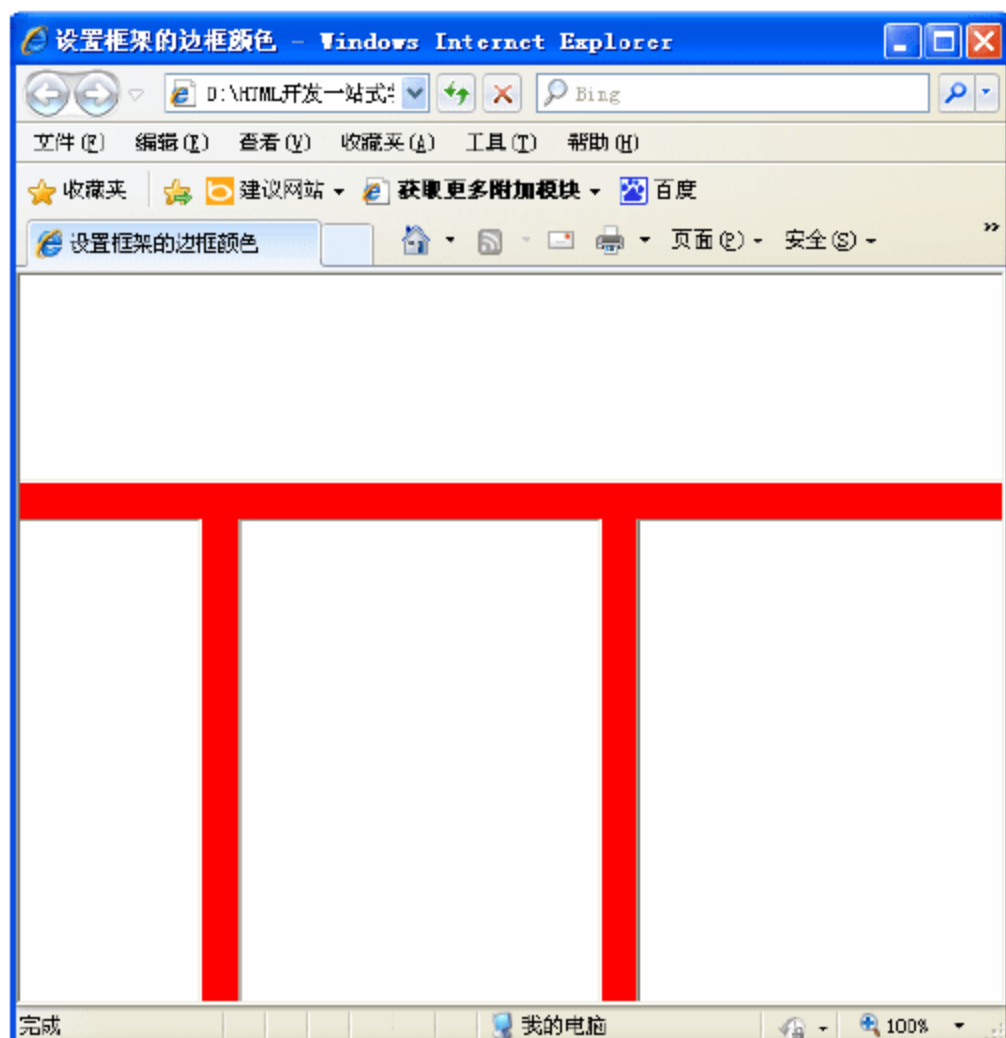 设置框架的边框颜色 - Windows Internet Explorer
D:\HTML开发一站式 Bing
文件(F) 编辑(E) 查看(V) 收藏夹(A) 工具(T) 帮助(H)
收藏夹 建议网站 获取更多附加模块 百度
设置框架的边框颜色 页面(P) 安全(S) »
完成 我的电脑 100%